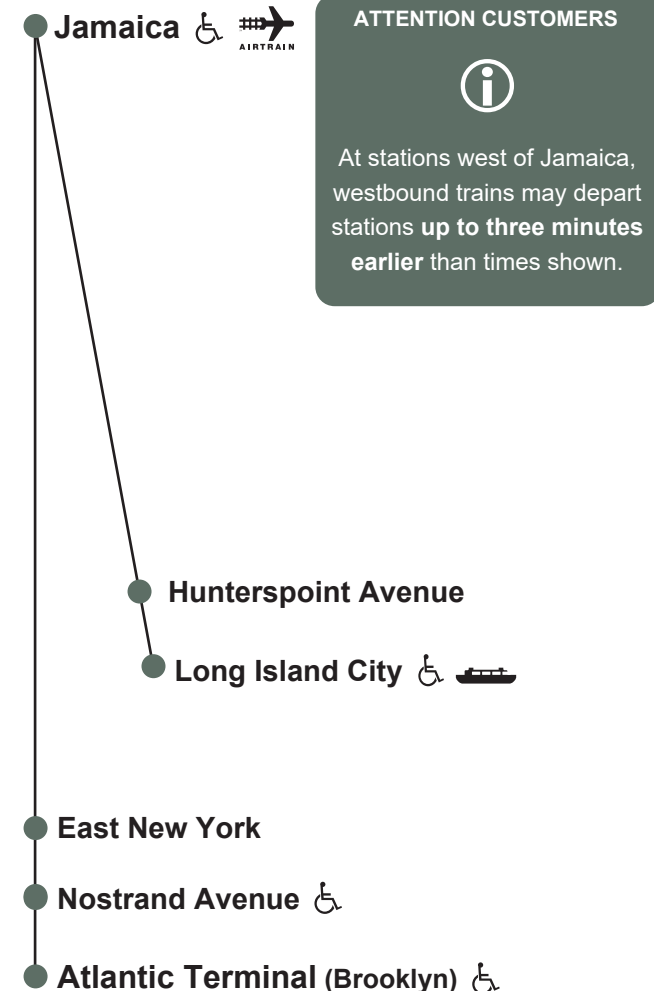 Jamaica
AIRTRAIN
ATTENTION CUSTOMERS
At stations west of Jamaica,
westbound trains may depart
stations up to three minutes
earlier than times shown.
Hunterspoint Avenue
Long Island City
East New York
Nostrand Avenue
Atlantic Terminal (Brooklyn)